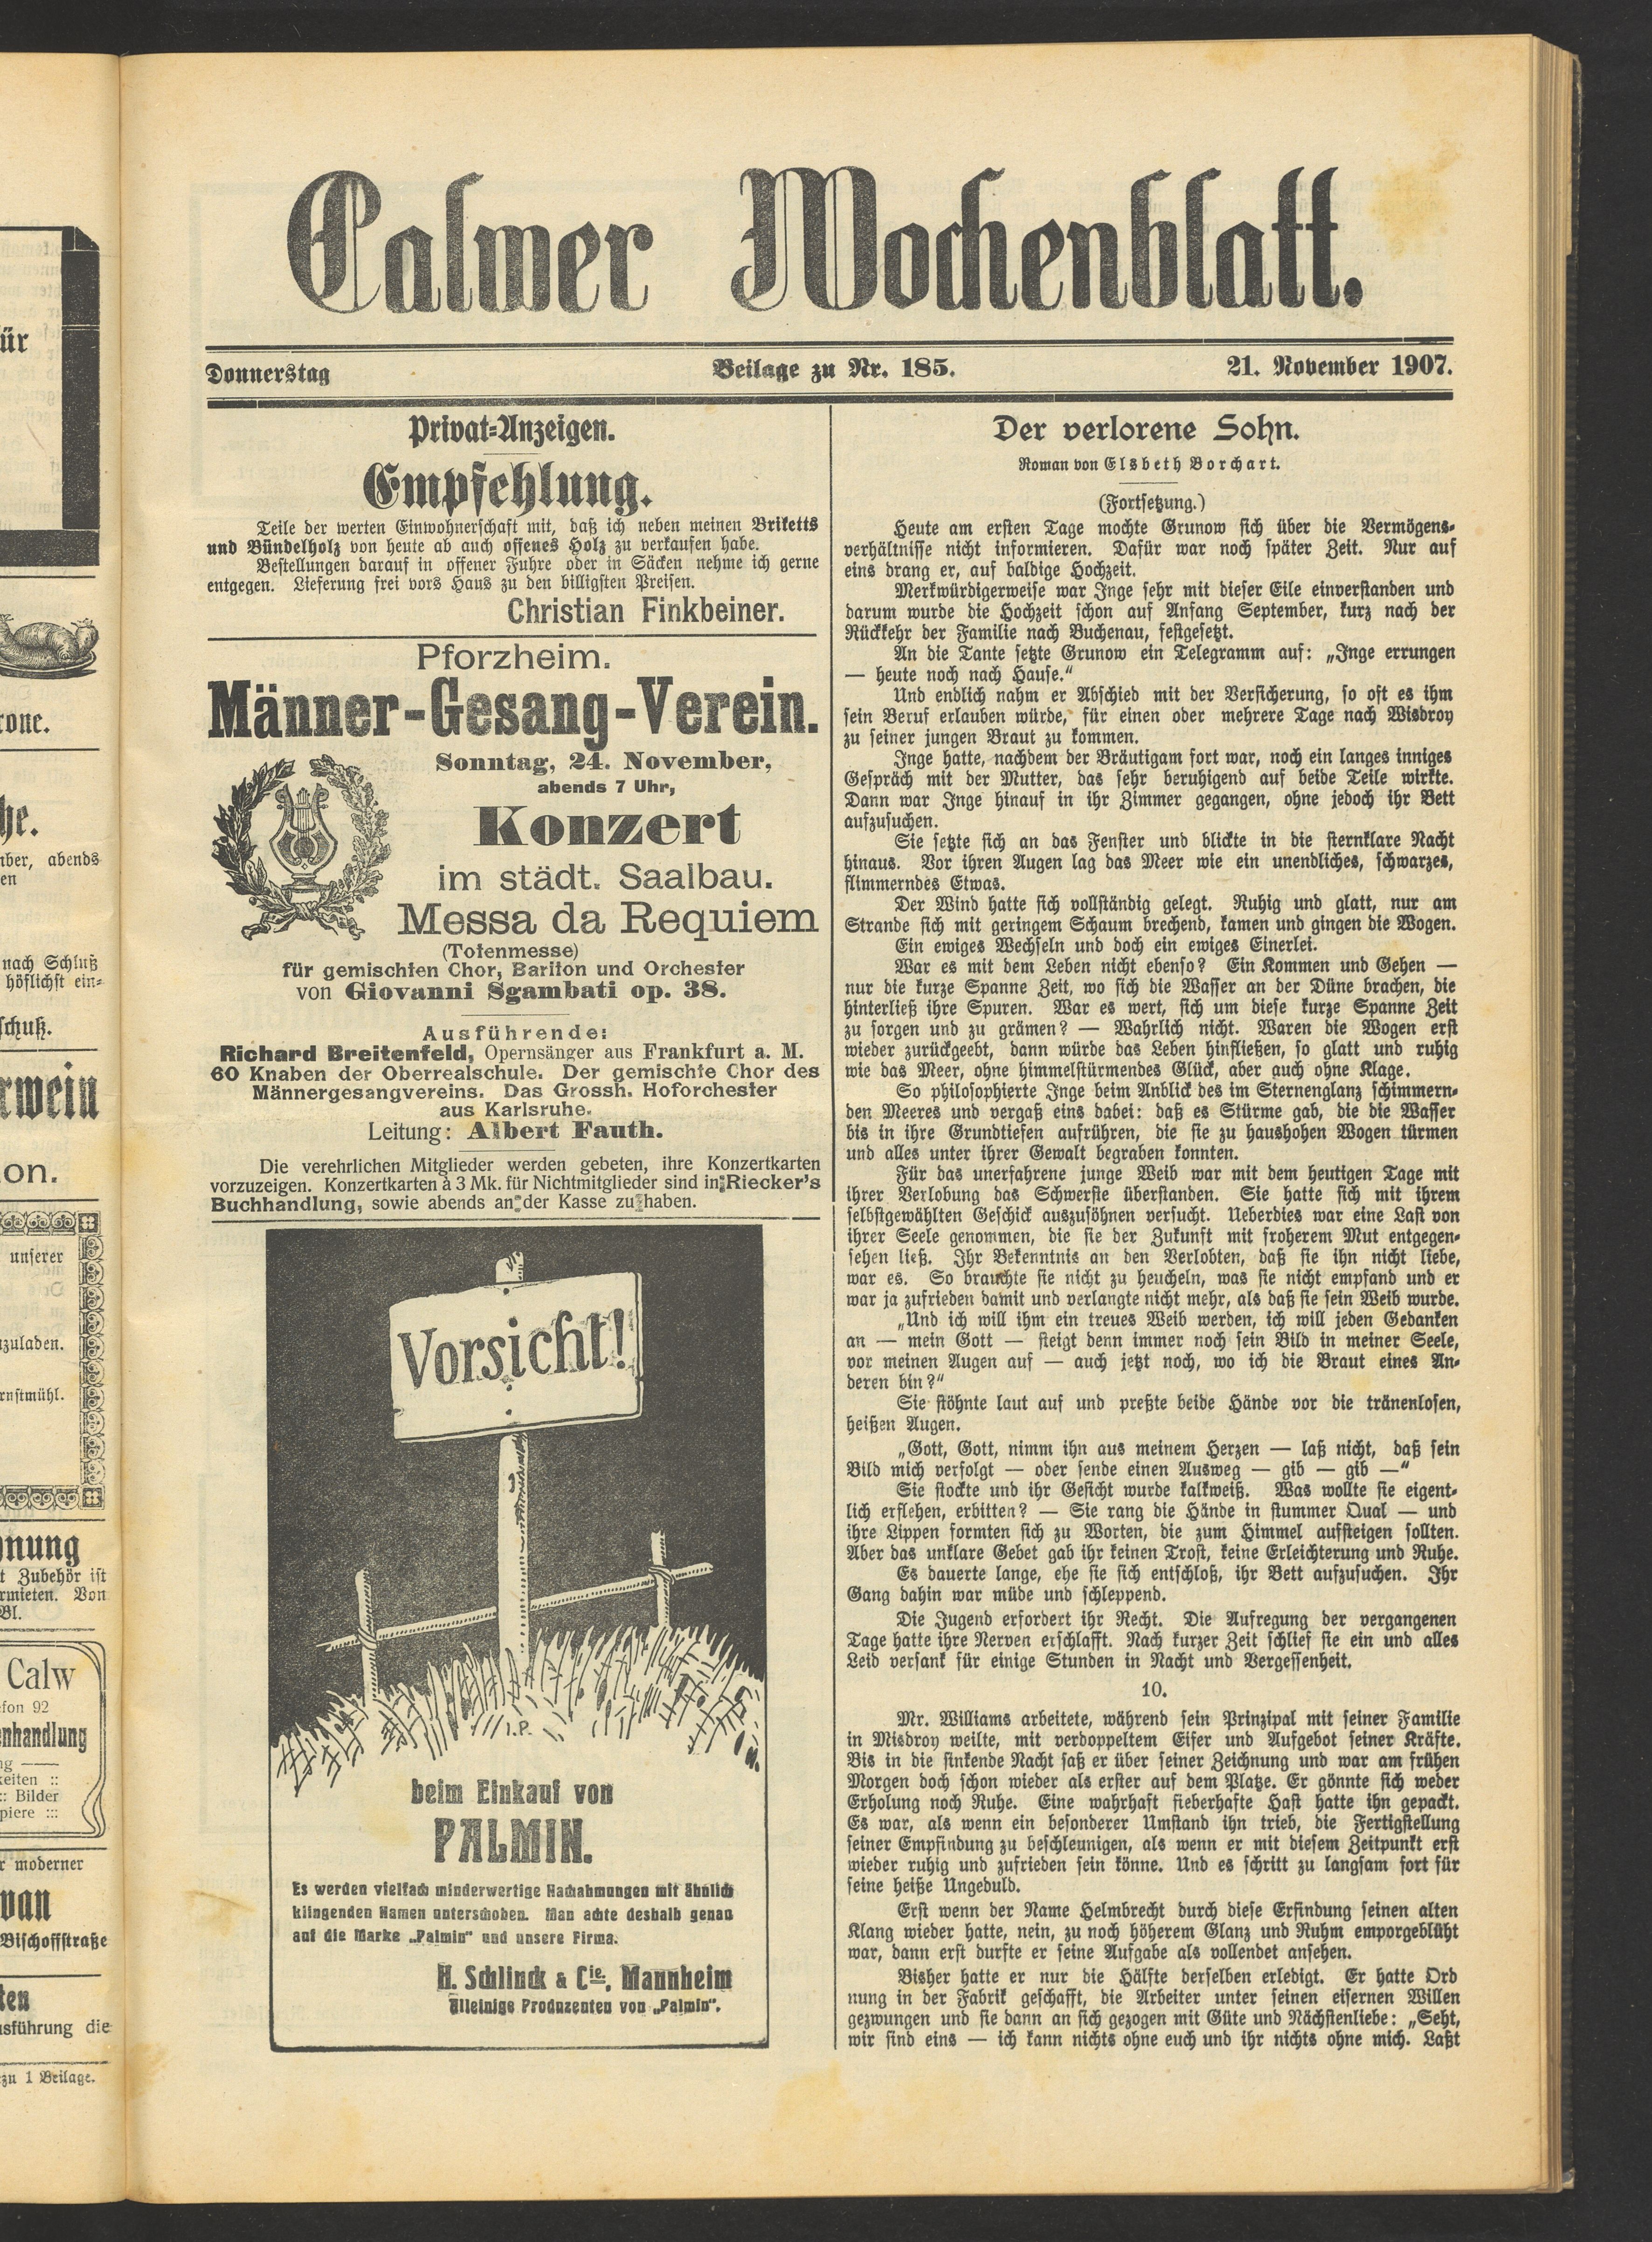 Calwer Wochenblatt.
Donnerstag
Beilage zu Nr. 185.
21. November 1907.
Privat-Anzeigen.
Empfehlung.
Teile der werten Einwohnerschaft mit, daß ich neben meinen Briketts
und Bündelholz von heute ab auch offenes Holz zu verkaufen habe.
Bestellungen darauf in offener Fuhre oder in Säcken nehme ich gerne
entgegen. Lieferung frei vors Haus zu den billigsten Preisen.
Christian Finkbeiner.
Pforzheim.
Männer-Gesang-Verein.
Sonntag, 24. November,
abends 7 Uhr,
Konzert
im städt. Saalbau.
Messa da Requiem
(Totenmesse)
für gemischten Chor, Bariton und Orchester
von Giovanni Sgambati op. 38.
Ausführende:
Richard Breitenfeld, Opernsänger aus Frankfurt a. M.
60 Knaben der Oberrealschule. Der gemischte Chor des
Männergesangvereins. Das Grossh. Hoforchester
aus Karlsruhe.
Leitung: Albert Fauth.
Die verehrlichen Mitglieder werden gebeten, ihre Konzertkarten
vorzuzeigen. Konzertkarten à 3 Mk. für Nichtmitglieder sind in Riecker's
Buchhandlung, sowie abends an der Kasse zu haben.
Vorsicht!
I.P.
beim Einkauf von
PALMIN.
Es werden vielfach minderwertige Nachahmungen mit ähnlich
klingenden Namen unterschoben. Man achte deshalb genau
auf die Marke „Palmin“ und unsere Firma.
H. Schlinck & Cie. Mannheim
Alleinige Produzenten von „Palmin“.
Der verlorene Sohn.
Roman von Elsbeth Borchart.
(Fortsetzung.)
Heute am ersten Tage mochte Grunow sich über die Vermögens-
verhältnisse nicht informieren. Dafür war noch später Zeit. Nur auf
eins drang er, auf baldige Hochzeit.
Merkwürdigerweise war Inge sehr mit dieser Eile einverstanden und
darum wurde die Hochzeit schon auf Anfang September, kurz nach der
Rückkehr der Familie nach Buchenau, festgesetzt.
An die Tante setzte Grunow ein Telegramm auf: „Inge errungen
— heute noch nach Hause.“
Und endlich nahm er Abschied mit der Versicherung, so oft es ihm
sein Beruf erlauben würde, für einen oder mehrere Tage nach Misdroy
zu seiner jungen Braut zu kommen.
Inge hatte, nachdem der Bräutigam fort war, noch ein langes inniges
Gespräch mit der Mutter, das sehr beruhigend auf beide Teile wirkte.
Dann war Inge hinauf in ihr Zimmer gegangen, ohne jedoch ihr Bett
aufzusuchen.
Sie setzte sich an das Fenster und blickte in die sternklare Nacht
hinaus. Vor ihren Augen lag das Meer wie ein unendliches, schwarzes,
flimmerndes Etwas.
Der Wind hatte sich vollständig gelegt. Ruhig und glatt, nur am
Strande sich mit geringem Schaum brechend, kamen und gingen die Wogen.
Ein ewiges Wechseln und doch ein ewiges Einerlei.
War es mit dem Leben nicht ebenso? Ein Kommen und Gehen —
nur die kurze Spanne Zeit, wo sich die Wasser an der Düne brachen, die
hinterließ ihre Spuren. War es wert, sich um diese kurze Spanne Zeit
zu sorgen und zu grämen? — Wahrlich nicht. Waren die Wogen erst
wieder zurückgeebt, dann würde das Leben hinfließen, so glatt und ruhig
wie das Meer, ohne himmelstürmendes Glück, aber auch ohne Klage.
So philosophierte Inge beim Anblick des im Sternenglanz schimmern-
den Meeres und vergaß eins dabei: daß es Stürme gab, die die Wasser
bis in ihre Grundtiefen aufrühren, die sie zu haushohen Wogen türmen
und alles unter ihrer Gewalt begraben konnten.
Für das unerfahrene junge Weib war mit dem heutigen Tage mit
ihrer Verlobung das Schwerste überstanden. Sie hatte sich mit ihrem
selbstgewählten Geschick auszusöhnen versucht. Ueberdies war eine Last von
ihrer Seele genommen, die sie der Zukunft mit froherem Mut entgegen-
sehen ließ. Ihr Bekenntnis an den Verlobten, daß sie ihn nicht liebe,
war es. So brauchte sie nicht zu heucheln, was sie nicht empfand und er
war ja zufrieden damit und verlangte nicht mehr, als daß sie sein Weib wurde.
„Und ich will ihm ein treues Weib werden, ich will jeden Gedanken
an — mein Gott — steigt denn immer noch sein Bild in meiner Seele,
vor meinen Augen auf — auch jetzt noch, wo ich die Braut eines An-
deren bin?“
Sie stöhnte laut auf und preßte beide Hände vor die tränenlosen,
heißen Augen.
„Gott, Gott, nimm ihn aus meinem Herzen — laß nicht, daß sein
Bild mich verfolgt — oder sende einen Ausweg — gib — gib —“
Sie stockte und ihr Gesicht wurde kalkweiß. Was wollte sie eigent-
lich erflehen, erbitten? — Sie rang die Hände in stummer Qual — und
ihre Lippen formten sich zu Worten, die zum Himmel aufsteigen sollten.
Aber das unklare Gebet gab ihr keinen Trost, keine Erleichterung und Ruhe.
Es dauerte lange, ehe sie sich entschloß, ihr Bett aufzusuchen. Ihr
Gang dahin war müde und schleppend.
Die Jugend erfordert ihr Recht. Die Aufregung der vergangenen
Tage hatte ihre Nerven erschlafft. Nach kurzer Zeit schlief sie ein und alles
Leid versank für einige Stunden in Nacht und Vergessenheit.
10.
Mr. Williams arbeitete, während sein Prinzipal mit seiner Familie
in Misdroy weilte, mit verdoppeltem Eifer und Aufgebot seiner Kräfte.
Bis in die sinkende Nacht saß er über seiner Zeichnung und war am frühen
Morgen doch schon wieder als erster auf dem Platze. Er gönnte sich weder
Erholung noch Ruhe. Eine wahrhaft fieberhafte Hast hatte ihn gepackt.
Es war, als wenn ein besonderer Umstand ihn trieb, die Fertigstellung
seiner Empfindung zu beschleunigen, als wenn er mit diesem Zeitpunkt erst
wieder ruhig und zufrieden sein könne. Und es schritt zu langsam fort für
seine heiße Ungeduld.
Erst wenn der Name Helmbrecht durch diese Erfindung seinen alten
Klang wieder hatte, nein, zu noch höherem Glanz und Ruhm emporgeblüht
war, dann erst durfte er seine Aufgabe als vollendet ansehen.
Bisher hatte er nur die Hälfte derselben erledigt. Er hatte Ord
nung in der Fabrik geschafft, die Arbeiter unter seinen eisernen Willen
gezwungen und sie dann an sich gezogen mit Güte und Nächstenliebe: „Seht,
wir sind eins — ich kann nichts ohne euch und ihr nichts ohne mich. Laßt